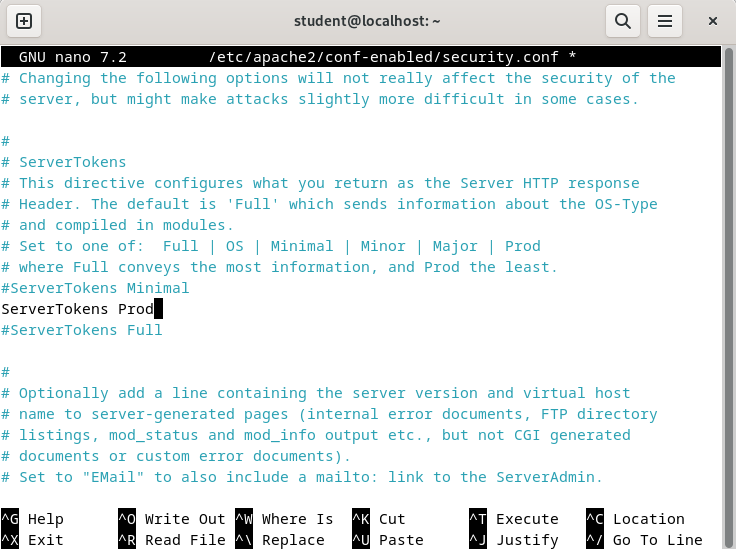 student@localhost: ~
GNU nano 7.2 /etc/apache2/conf-enabled/security.conf *
# Changing the following options will not really affect the security of the
# server, but might make attacks slightly more difficult in some cases.
#
# ServerTokens
# This directive configures what you return as the Server HTTP response
# Header. The default is 'Full' which sends information about the OS-Type
# and compiled in modules.
# Set to one of:  Full | OS | Minimal | Minor | Major | Prod
# where Full conveys the most information, and Prod the least.
#ServerTokens Minimal
ServerTokens Prod
#ServerTokens Full
#
# Optionally add a line containing the server version and virtual host
# name to server-generated pages (internal error documents, FTP directory
# listings, mod_status and mod_info output etc., but not CGI generated
# documents or custom error documents).
# Set to "EMail" to also include a mailto: link to the ServerAdmin.
^G Help ^O Write Out ^W Where Is ^K Cut ^T Execute ^C Location
^X Exit ^R Read File ^\ Replace ^U Paste ^J Justify ^/ Go To Line